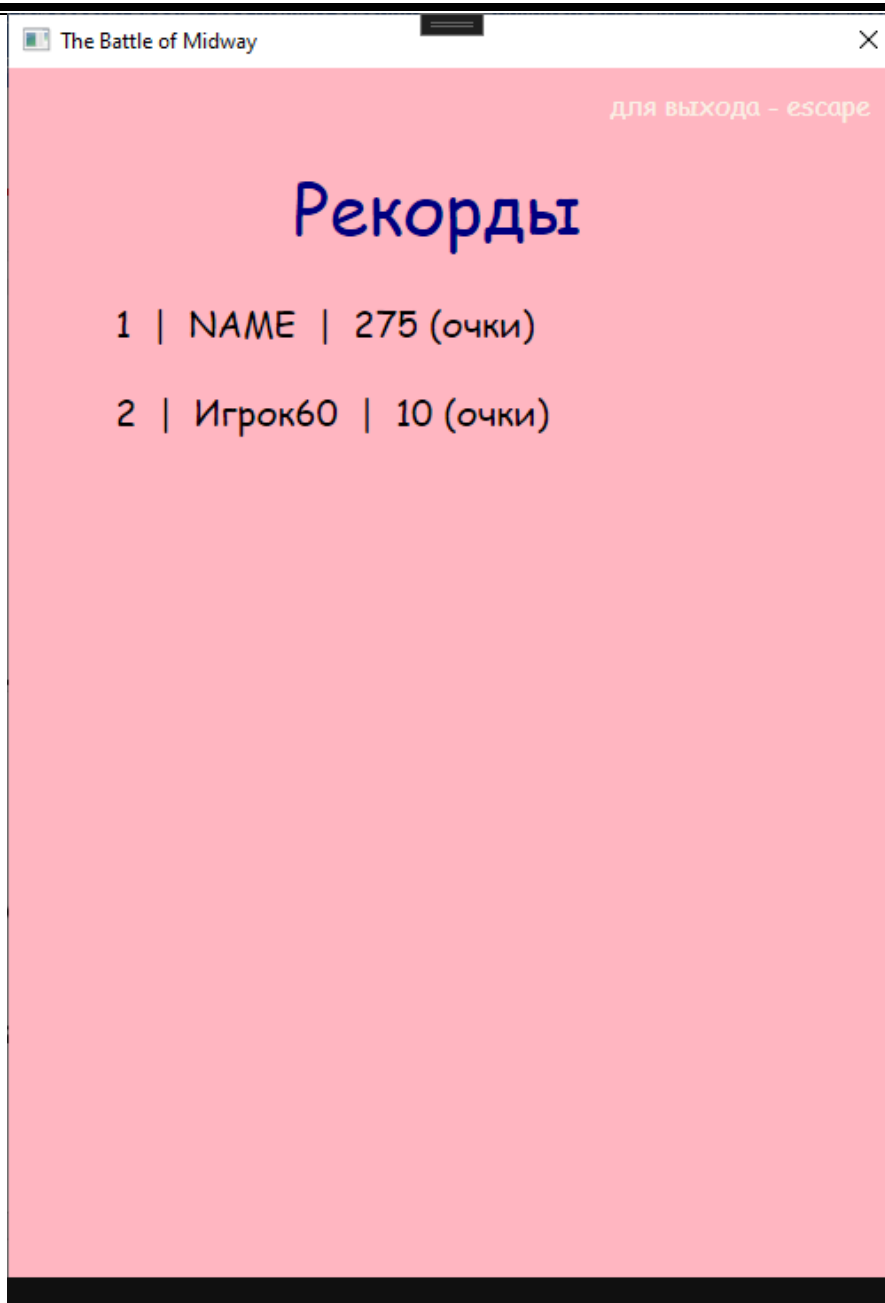 The Battle of Midway
для выхода - escape
Рекорды
1 | NAME | 275 (очки)
2 | Игрок60 | 10 (очки)